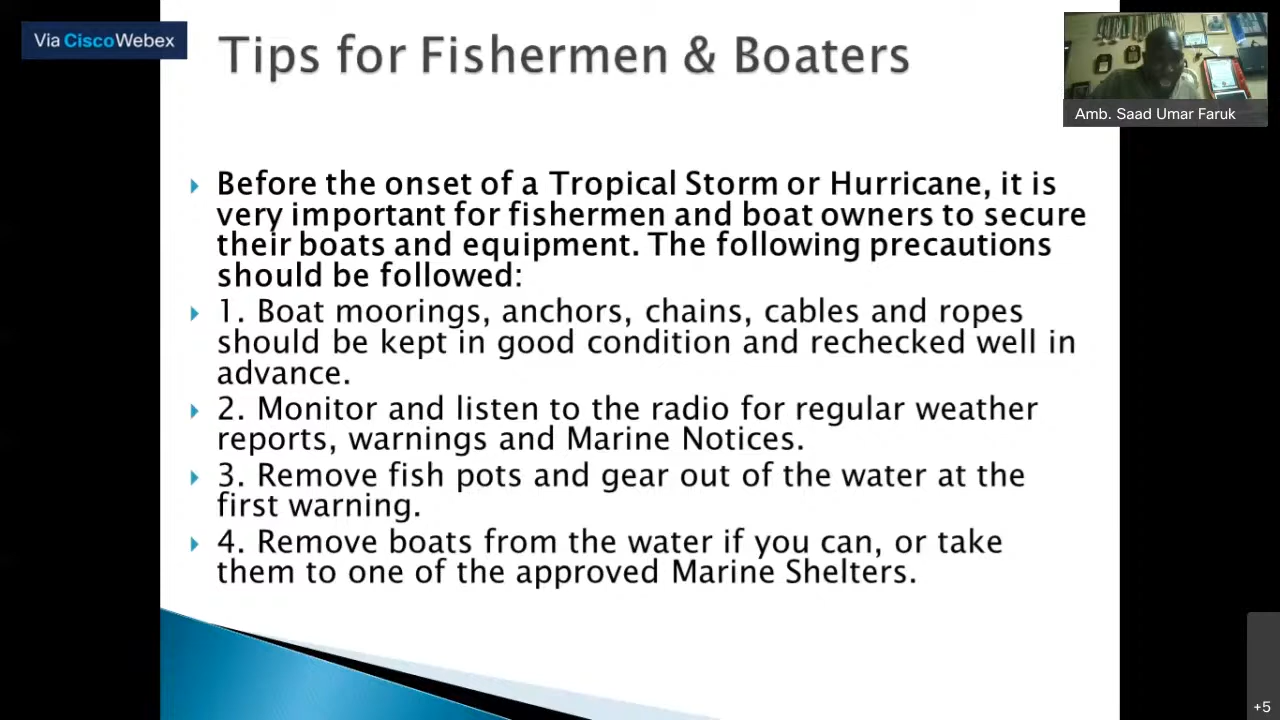 Via Cisco Webex
Tips for Fishermen & Boaters
Amb. Saad Umar Faruk
Before the onset of a Tropical Storm or Hurricane, it is
very important for fishermen and boat owners to secure
their boats and equipment. The following precautions
should be followed:
1. Boat moorings, anchors, chains, cables and ropes
should be kept in good condition and rechecked well in
advance.
2. Monitor and listen to the radio for regular weather
reports, warnings and Marine Notices.
3. Remove fish pots and gear out of the water at the
first warning.
4. Remove boats from the water if you can, or take
them to one of the approved Marine Shelters.
+5